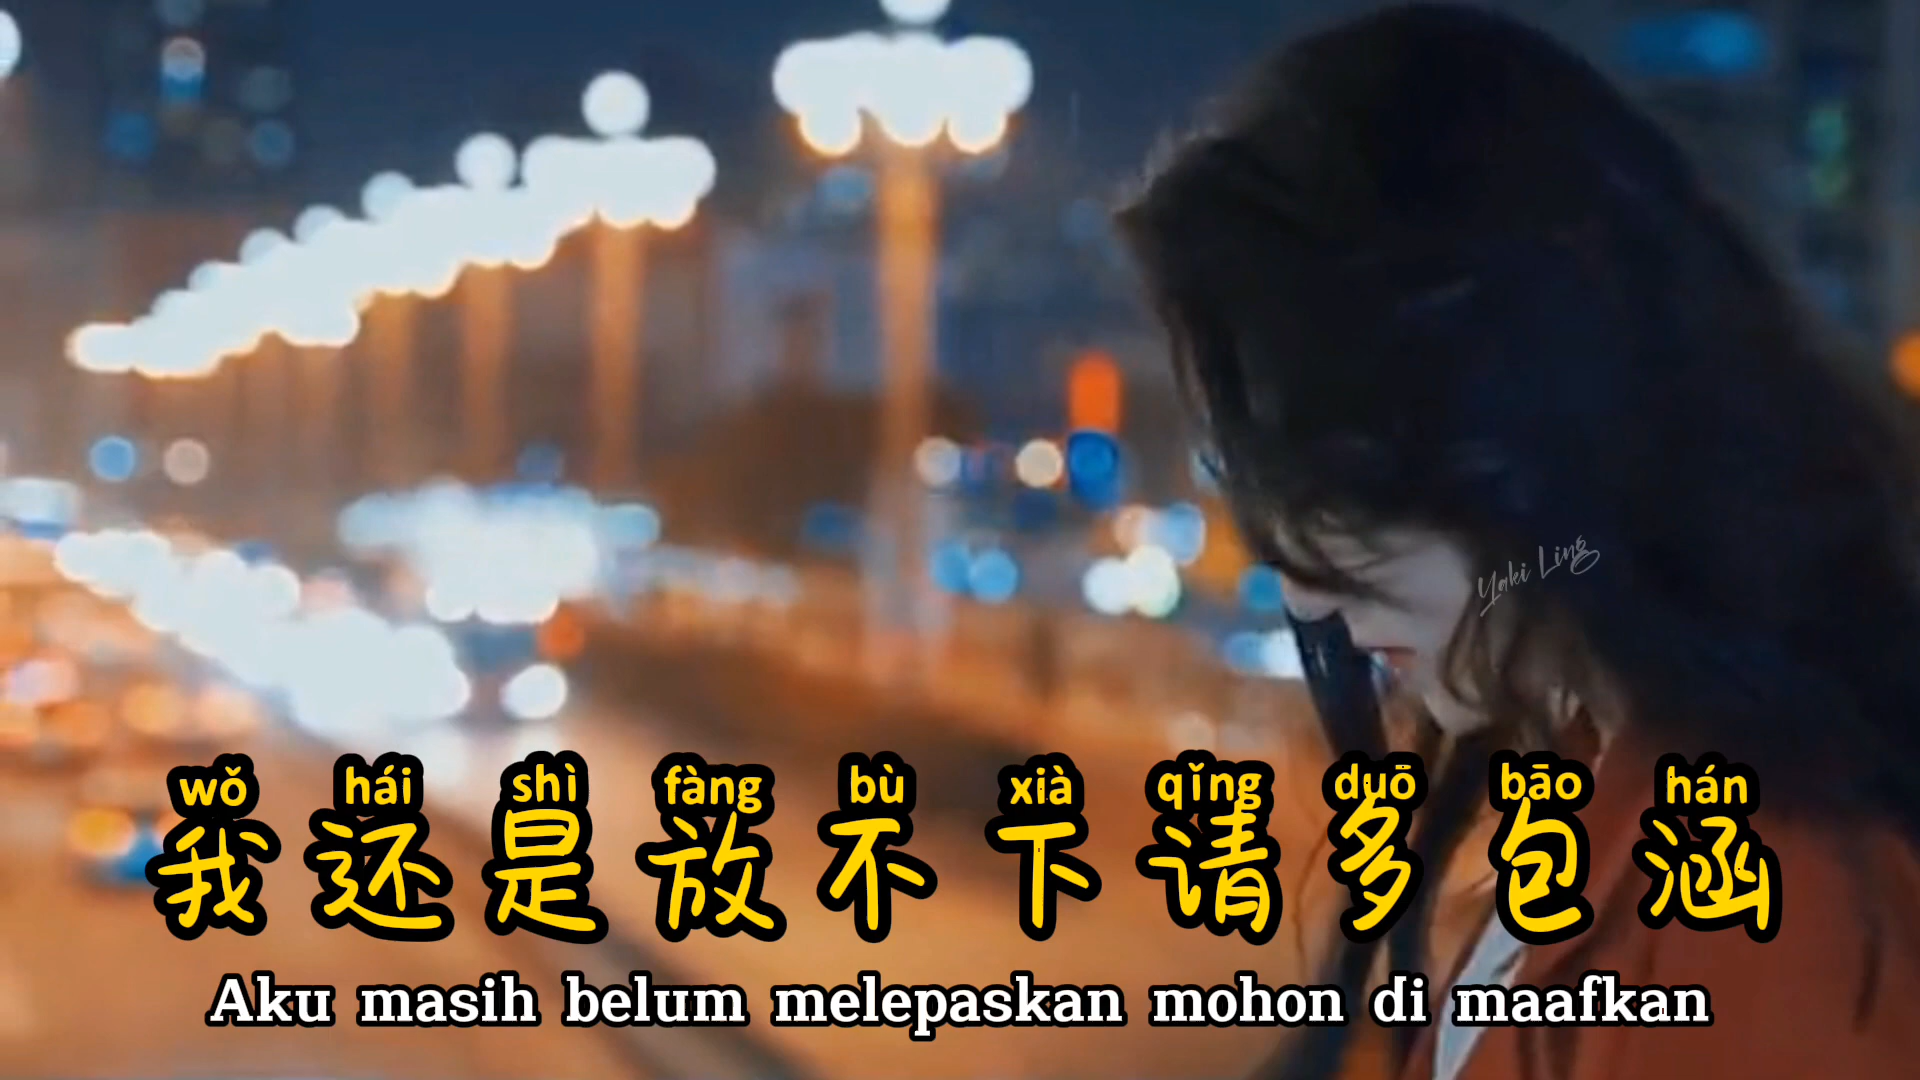 Yaki Ling
wǒ hái shì fàng bù xià qǐng duō bāo hán
我还是放不下请多包涵
Aku masih belum melepaskan mohon di maafkan